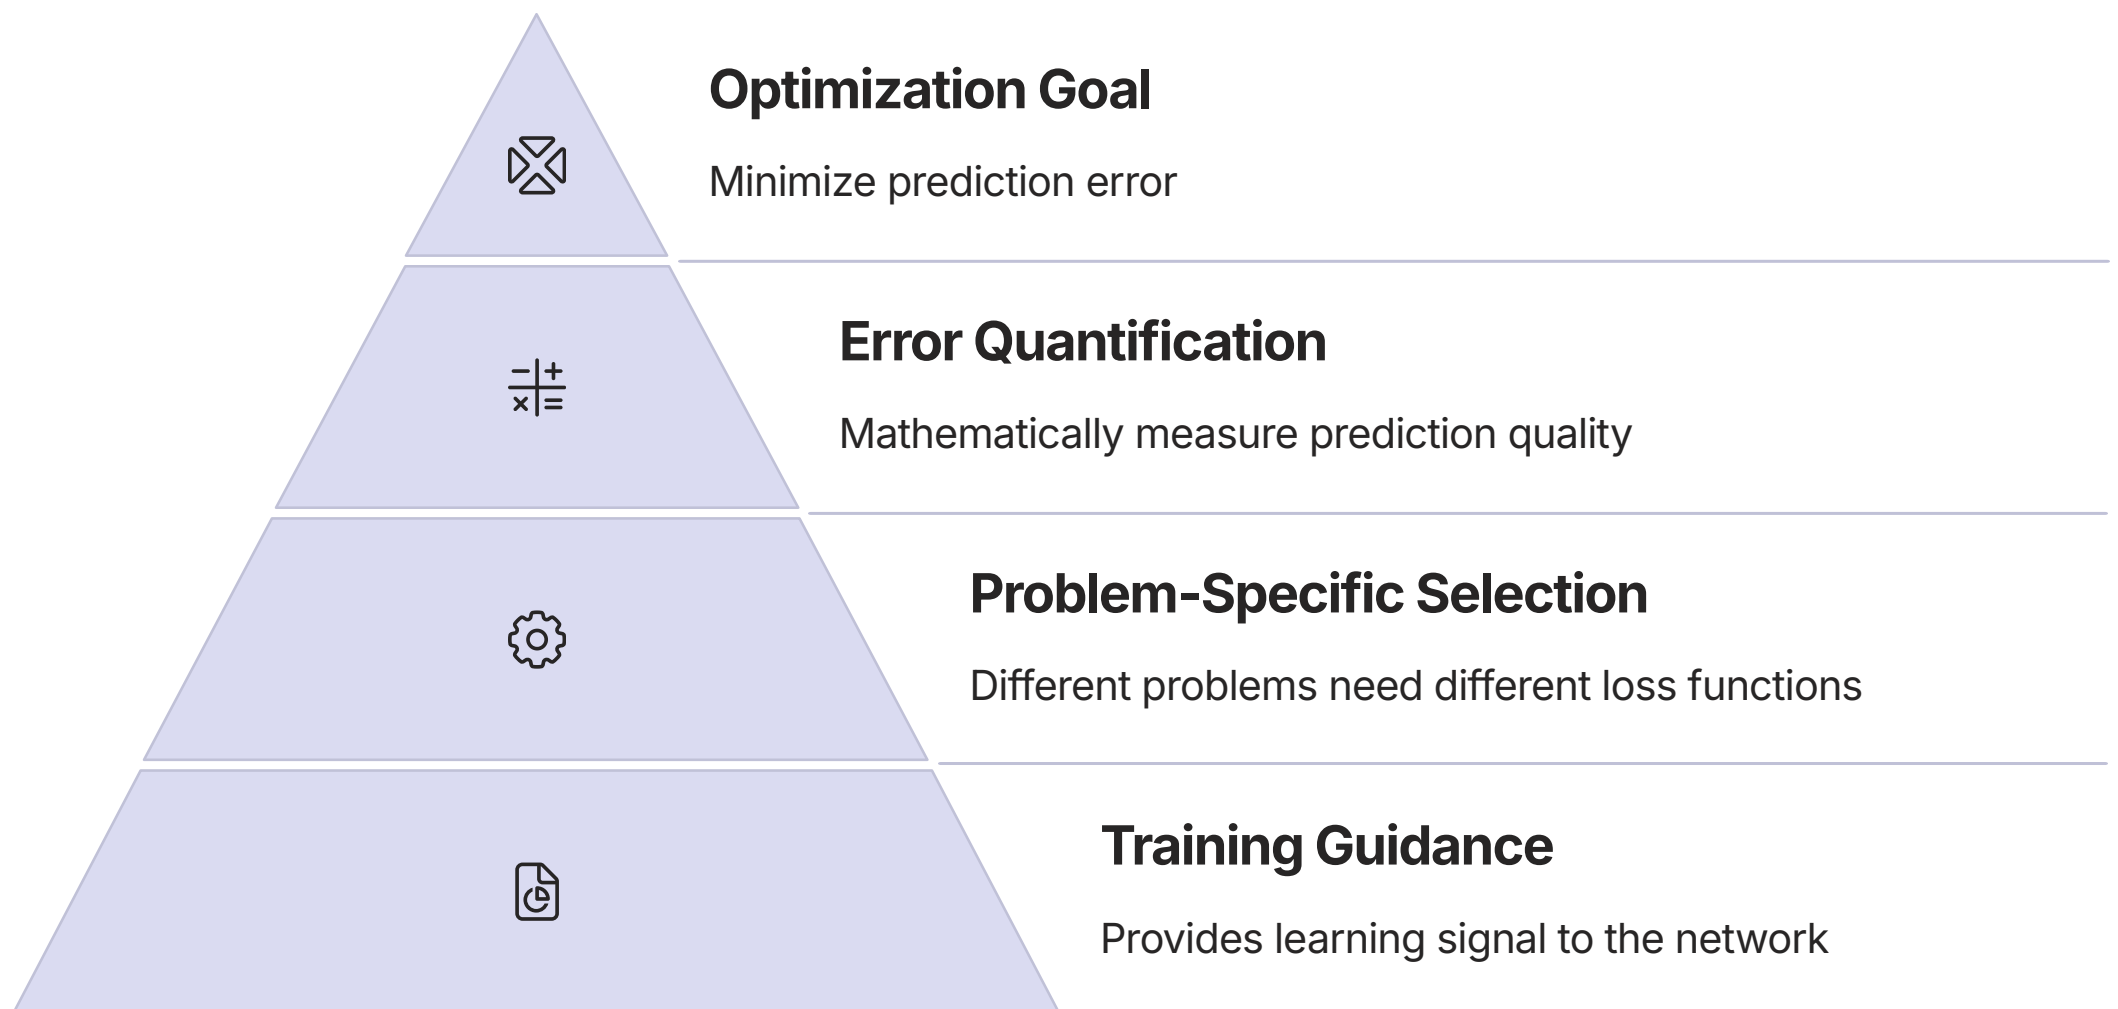 Optimization Goal
Minimize prediction error
Error Quantification
Mathematically measure prediction quality
Problem-Specific Selection
Different problems need different loss functions
Training Guidance
Provides learning signal to the network